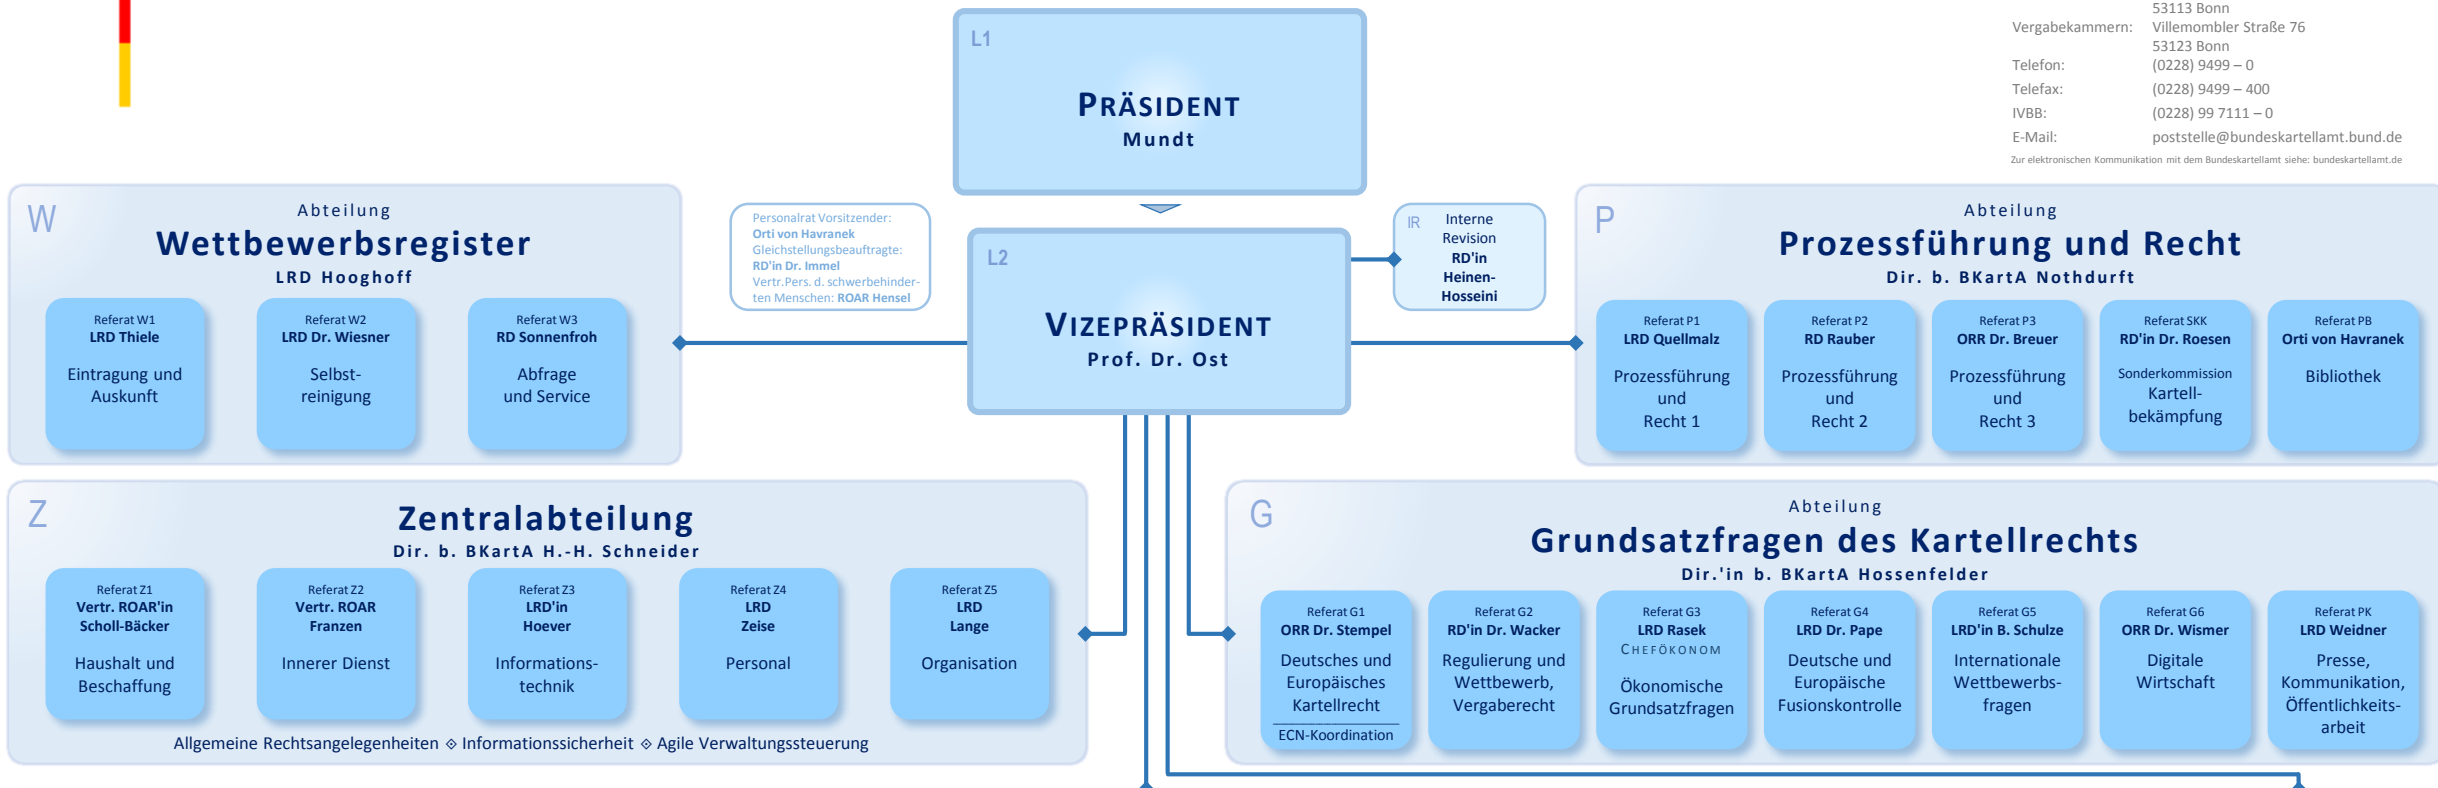 53113 Bonn
Vergabekammern: Villemombler Straße 76
53123 Bonn
Telefon: (0228) 9499 – 0
Telefax: (0228) 9499 – 400
IVBB: (0228) 99 7111 – 0
E-Mail: poststelle@bundeskartellamt.bund.de
Zur elektronischen Kommunikation mit dem Bundeskartellamt siehe: bundeskartellamt.de
L1
PRÄSIDENT
Mundt
W
Abteilung
Wettbewerbsregister
LRD Hooghoff
Referat W1
LRD Thiele
Eintragung und
Auskunft
Referat W2
LRD Dr. Wiesner
Selbst-
reinigung
Referat W3
RD Sonnenfroh
Abfrage
und Service
Personalrat Vorsitzender:
Orti von Havranek
Gleichstellungsbeauftragte:
RD'in Dr. Immel
Vertr.Pers. d. schwerbehinder-
ten Menschen: ROAR Hensel
L2
VIZEPRÄSIDENT
Prof. Dr. Ost
IR
Interne
Revision
RD'in
Heinen-
Hosseini
P
Abteilung
Prozessführung und Recht
Dir. b. BKartA Nothdurft
Referat P1
LRD Quellmalz
Prozessführung
und
Recht 1
Referat P2
RD Rauber
Prozessführung
und
Recht 2
Referat P3
ORR Dr. Breuer
Prozessführung
und
Recht 3
Referat SKK
RD'in Dr. Roesen
Sonderkommission
Kartell-
bekämpfung
Referat PB
Orti von Havranek
Bibliothek
Z
Zentralabteilung
Dir. b. BKartA H.-H. Schneider
Referat Z1
Vertr. ROAR'in
Scholl-Bäcker
Haushalt und
Beschaffung
Referat Z2
Vertr. ROAR
Franzen
Innerer Dienst
Referat Z3
LRD'in
Hoever
Informations-
technik
Referat Z4
LRD
Zeise
Personal
Referat Z5
LRD
Lange
Organisation
Allgemeine Rechtsangelegenheiten ⟐ Informationssicherheit ⟐ Agile Verwaltungssteuerung
G
Abteilung
Grundsatzfragen des Kartellrechts
Dir.'in b. BKartA Hossenfelder
Referat G1
ORR Dr. Stempel
Deutsches und
Europäisches
Kartellrecht
ECN-Koordination
Referat G2
RD'in Dr. Wacker
Regulierung und
Wettbewerb,
Vergaberecht
Referat G3
LRD Rasek
CHEFÖKONOM
Ökonomische
Grundsatzfragen
Referat G4
LRD Dr. Pape
Deutsche und
Europäische
Fusionskontrolle
Referat G5
LRD'in B. Schulze
Internationale
Wettbewerbs-
fragen
Referat G6
ORR Dr. Wismer
Digitale
Wirtschaft
Referat PK
LRD Weidner
Presse,
Kommunikation,
Öffentlichkeits-
arbeit